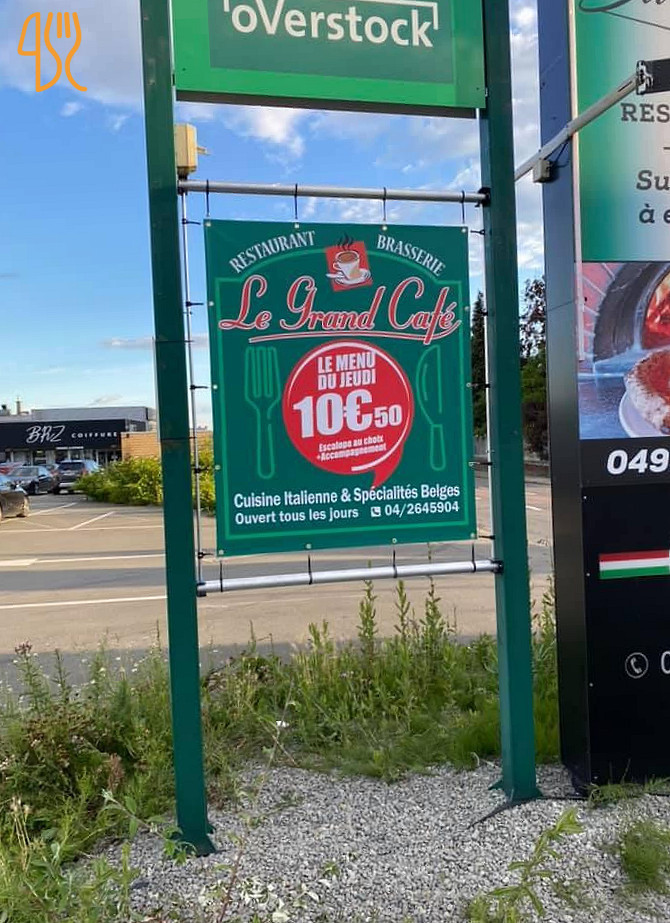 overstock
RESTAURANT BRASSERIE
Le Grand Café
LE MENU
DU JEUDI
10€50
Escalope au choix
+Accompagnement
Cuisine Italienne & Spécialités Belges
Ouvert tous les jours 04/2645904
BRZ COIFFURE
RES
Su
à e
049